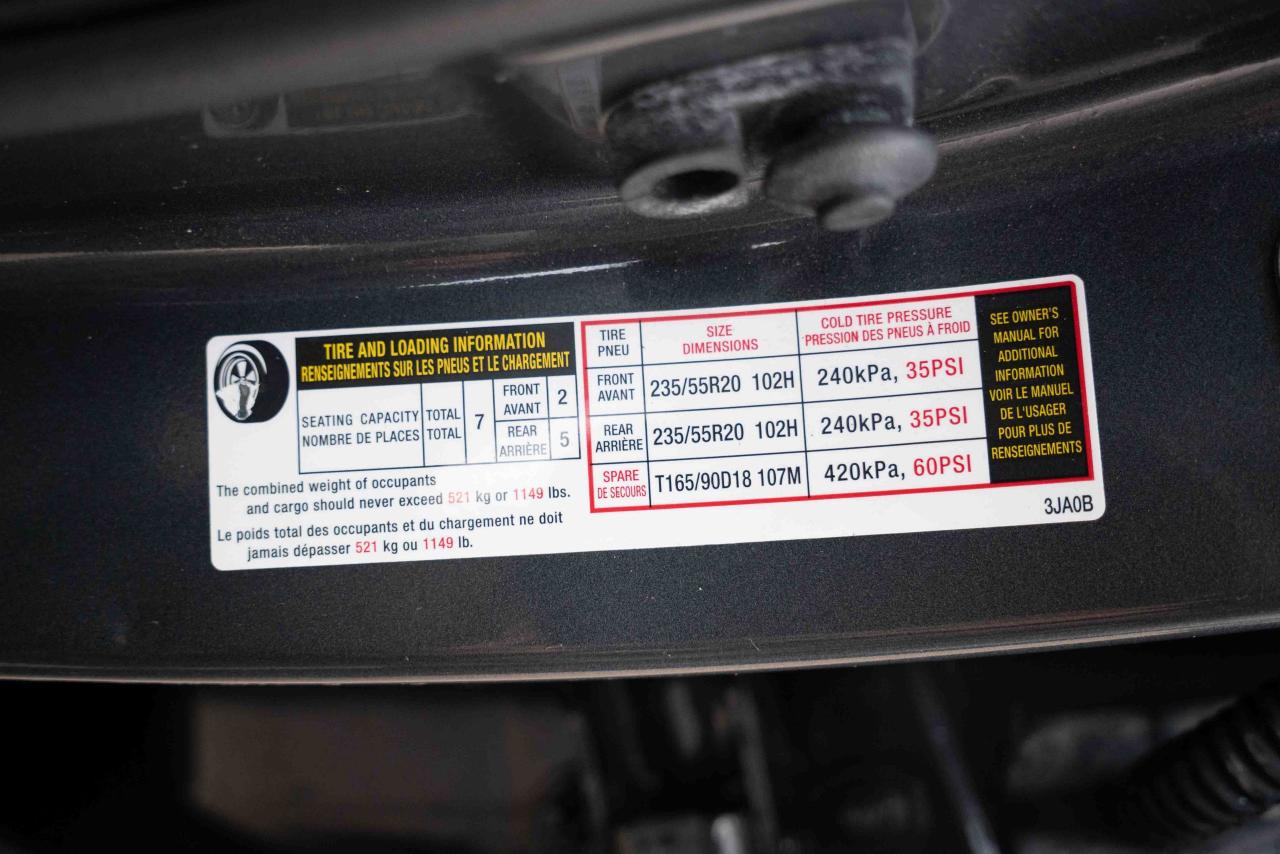 TIRE AND LOADING INFORMATION
RENSEIGNEMENTS SUR LES PNEUS ET LE CHARGEMENT
SEATING CAPACITY
NOMBRE DE PLACES
TOTAL
TOTAL
7
FRONT
AVANT
2
REAR
ARRIÈRE
5
The combined weight of occupants
and cargo should never exceed 521 kg or 1149 lbs.
Le poids total des occupants et du chargement ne doit
jamais dépasser 521 kg ou 1149 lb.
TIRE
PNEU
SIZE
DIMENSIONS
COLD TIRE PRESSURE
PRESSION DES PNEUS À FROID
FRONT
AVANT
235/55R20 102H
240kPa, 35PSI
REAR
ARRIÈRE
235/55R20 102H
240kPa, 35PSI
SPARE
DE SECOURS
T165/90D18 107M
420kPa, 60PSI
SEE OWNER'S
MANUAL FOR
ADDITIONAL
INFORMATION
VOIR LE MANUEL
DE L'USAGER
POUR PLUS DE
RENSEIGNEMENTS
3JA0B